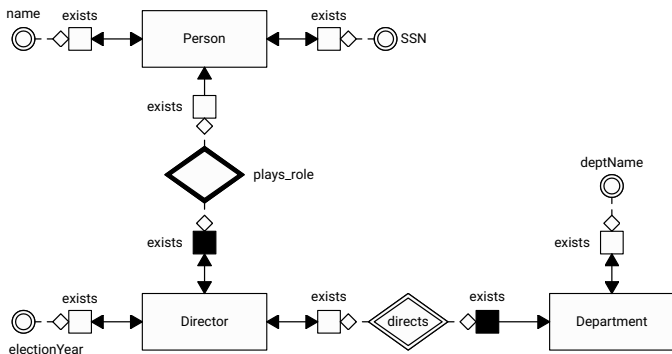 name
exists
Person
exists
SSN
exists
plays_role
deptName
exists
exists
exists
electionYear
Director
exists
directs
exists
Department